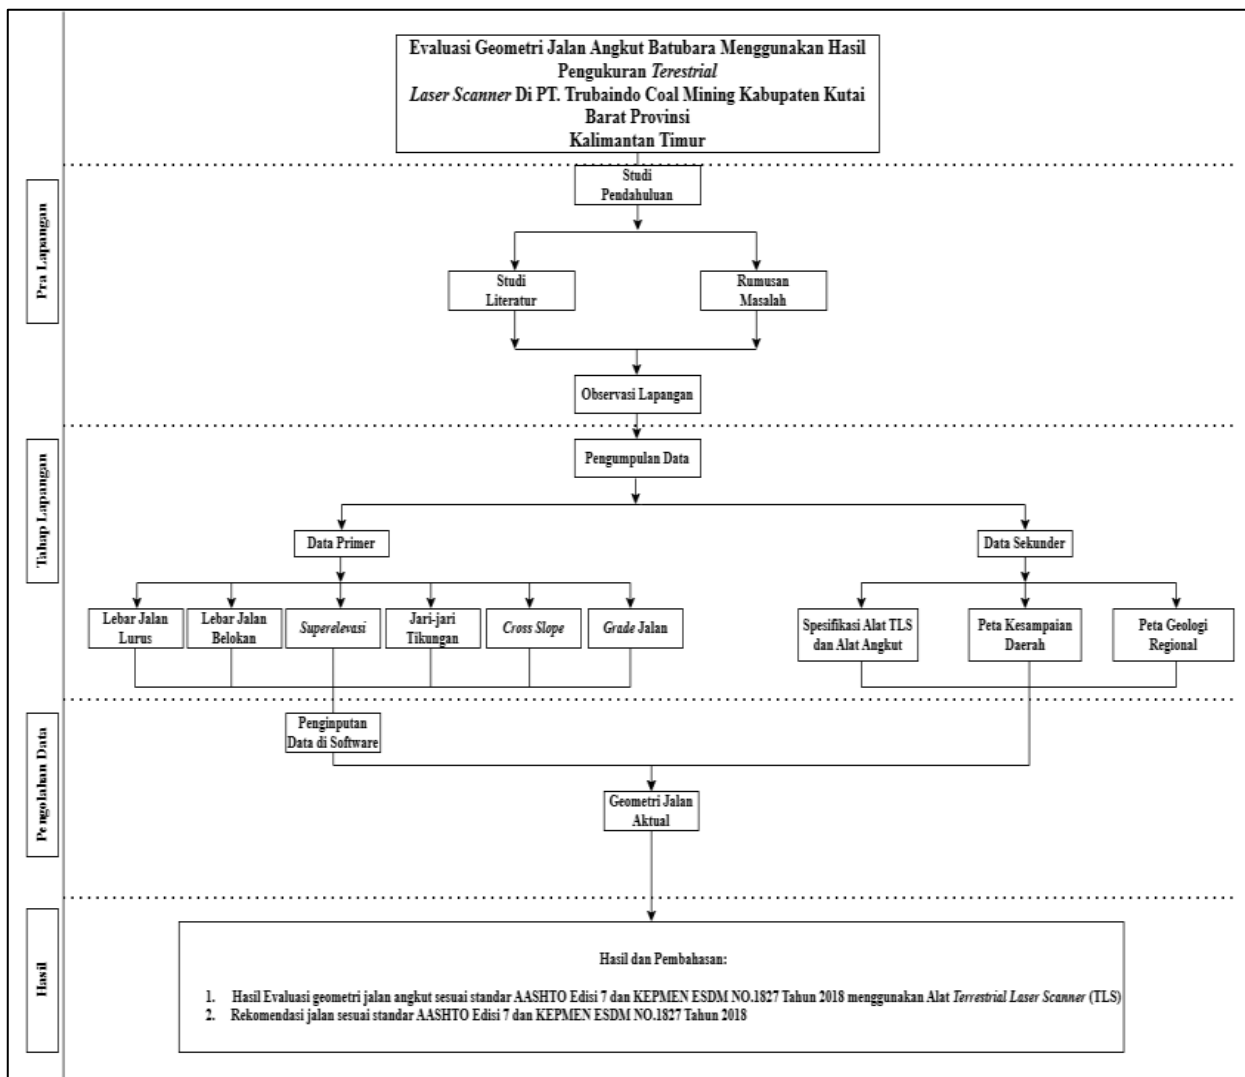 Evaluasi Geometri Jalan Angkut Batubara Menggunakan Hasil
Pengukuran Terestrial
Laser Scanner Di PT. Trubaindo Coal Mining Kabupaten Kutai
Barat Provinsi
Kalimantan Timur
Pra Lapangan
Studi
Pendahuluan
Studi
Literatur
Rumusan
Masalah
Observasi Lapangan
Tahap Lapangan
Pengumpulan Data
Data Primer
Data Sekunder
Lebar Jalan
Lurus
Lebar Jalan
Belokan
Superelevasi
Jari-jari
Tikungan
Cross Slope
Grade Jalan
Spesifikasi Alat TLS
dan Alat Angkut
Peta Kesampaian
Daerah
Peta Geologi
Regional
Pengolahan Data
Penginputan
Data di Software
Geometri Jalan
Aktual
Hasil
Hasil dan Pembahasan:
1. Hasil Evaluasi geometri jalan angkut sesuai standar AASHTO Edisi 7 dan KEPMEN ESDM NO.1827 Tahun 2018 menggunakan Alat Terrestrial Laser Scanner (TLS)
2. Rekomendasi jalan sesuai standar AASHTO Edisi 7 dan KEPMEN ESDM NO.1827 Tahun 2018